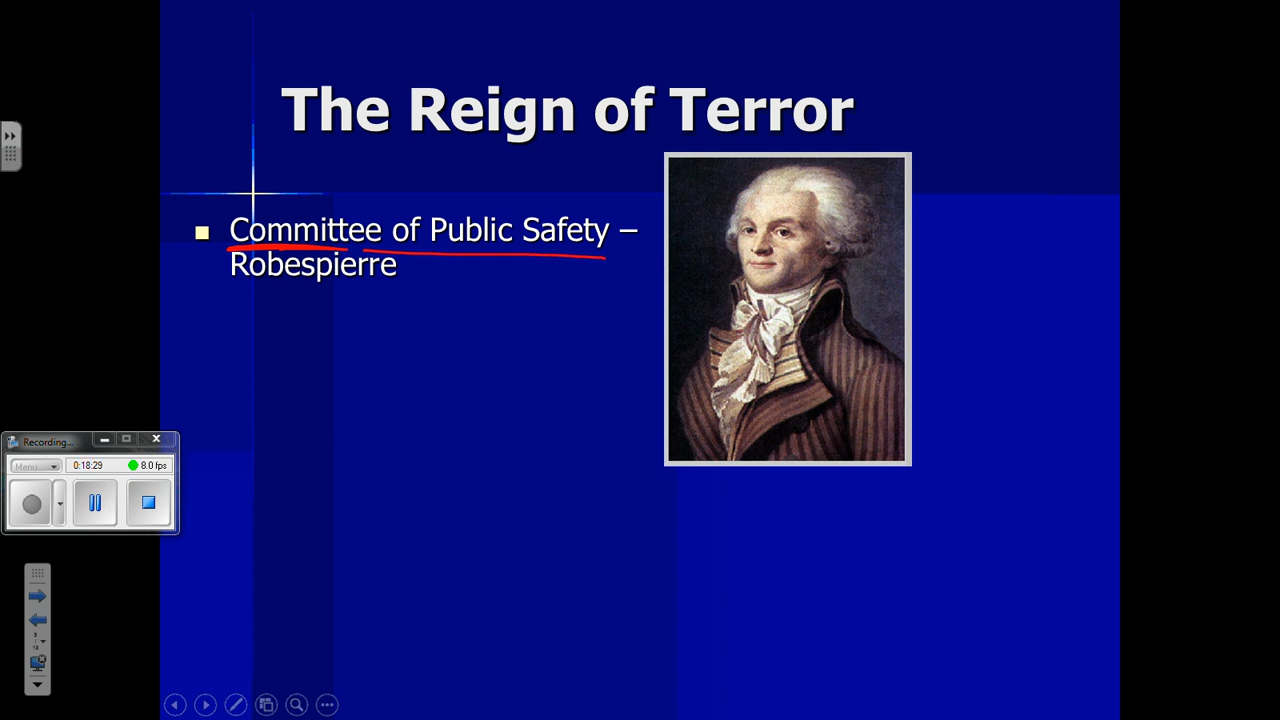 The Reign of Terror
Committee of Public Safety –
Robespierre
Recording...
Menu
0:18:29
8.0 fps